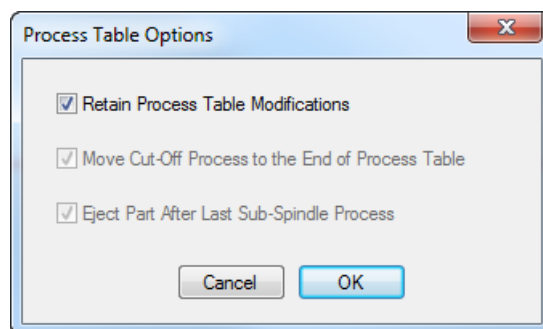 Process Table Options
Retain Process Table Modifications
Move Cut-Off Process to the End of Process Table
Eject Part After Last Sub-Spindle Process
Cancel OK